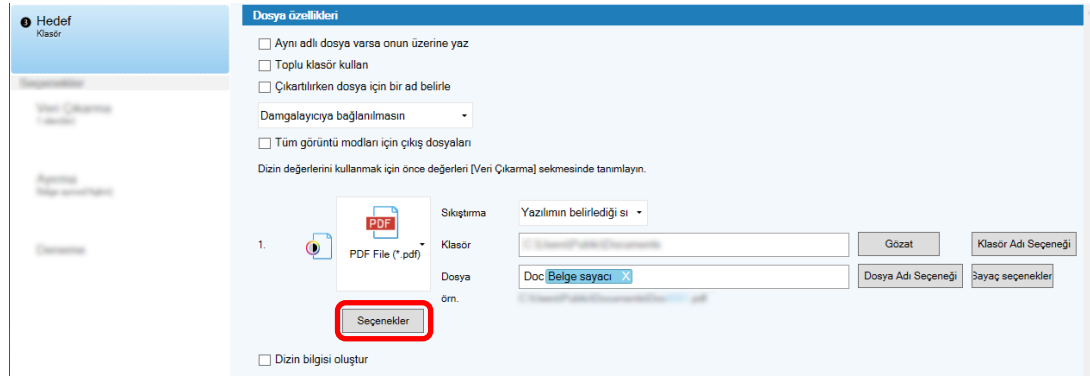 3 Hedef
Klasör
Dosya özellikleri
Aynı adlı dosya varsa onun üzerine yaz
Toplu klasör kullan
Çıkartılırken dosya için bir ad belirle
Damgalayıcıya bağlanılmasın
Tüm görüntü modları için çıkış dosyaları
Dizin değerlerini kullanmak için önce değerleri [Veri Çıkarma] sekmesinde tanımlayın.
1.
PDF
PDF File (*.pdf)
Sıkıştırma Yazılımın belirlediği sı
Klasör Gözat Klasör Adı Seçeneği
Dosya Doc Belge sayacı X Dosya Adı Seçeneği Sayaç seçenekler
örn.
Seçenekler
Dizin bilgisi oluştur